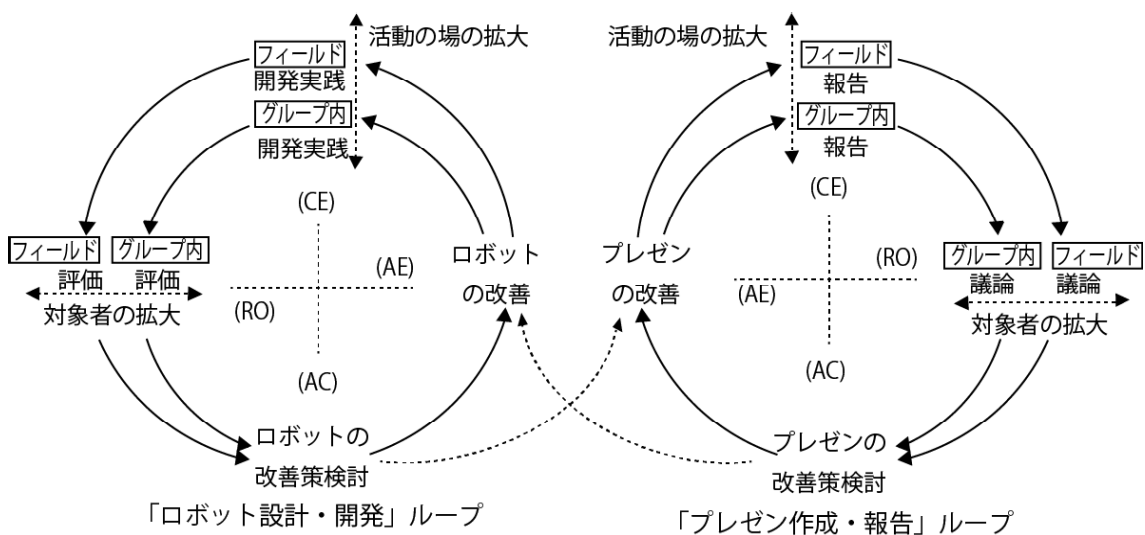 活動の場の拡大
フィールド
開発実践
グループ内
開発実践
(CE)
フィールド
評価
グループ内
評価
対象者の拡大
(RO)
(AE)
ロボット
の改善
(AC)
ロボットの
改善策検討
「ロボット設計・開発」ループ
活動の場の拡大
フィールド
報告
グループ内
報告
(CE)
プレゼン
の改善
(AE)
(RO)
グループ内
議論
フィールド
議論
対象者の拡大
(AC)
プレゼンの
改善策検討
「プレゼン作成・報告」ループ